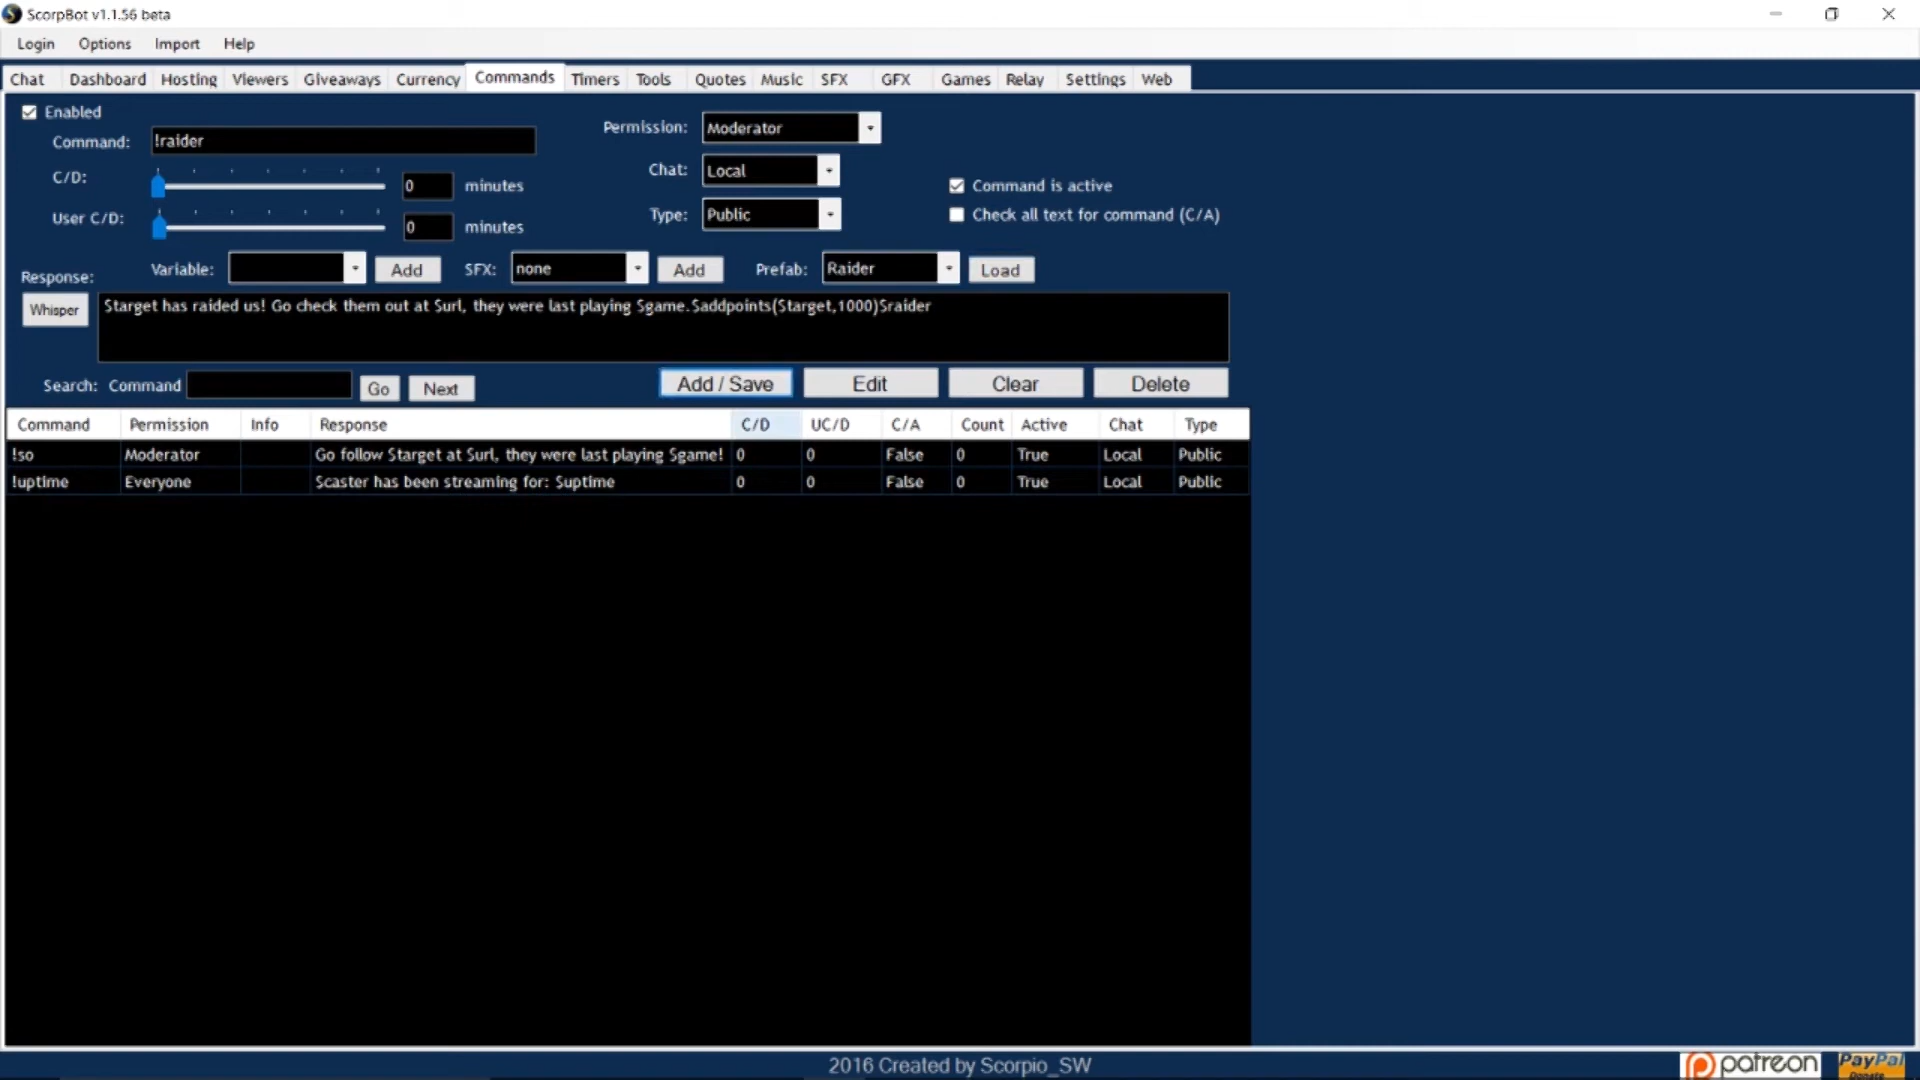 ScorpBot v1.1.56 beta
Login Options Import Help
Chat Dashboard Hosting Viewers Giveaways Currency Commands Timers Tools Quotes Music SFX GFX Games Relay Settings Web
Enabled
Command: !raider
Permission: Moderator
C/D: 0 minutes
Chat: Local
Command is active
User C/D: 0 minutes
Type: Public
Check all text for command (C/A)
Response: Variable: Add SFX: none Add Prefab: Raider Load
Whisper
$target has raided us! Go check them out at $url, they were last playing $game.$addpoints($target,1000)$raider
Search: Command Go Next Add / Save Edit Clear Delete
Command Permission Info Response C/D UC/D C/A Count Active Chat Type
!so Moderator Go follow $target at $url, they were last playing $game! 0 0 False 0 True Local Public
!uptime Everyone $caster has been streaming for: $uptime 0 0 False 0 True Local Public
2016 Created by Scorpio_SW
patreon
PayPal
Donate